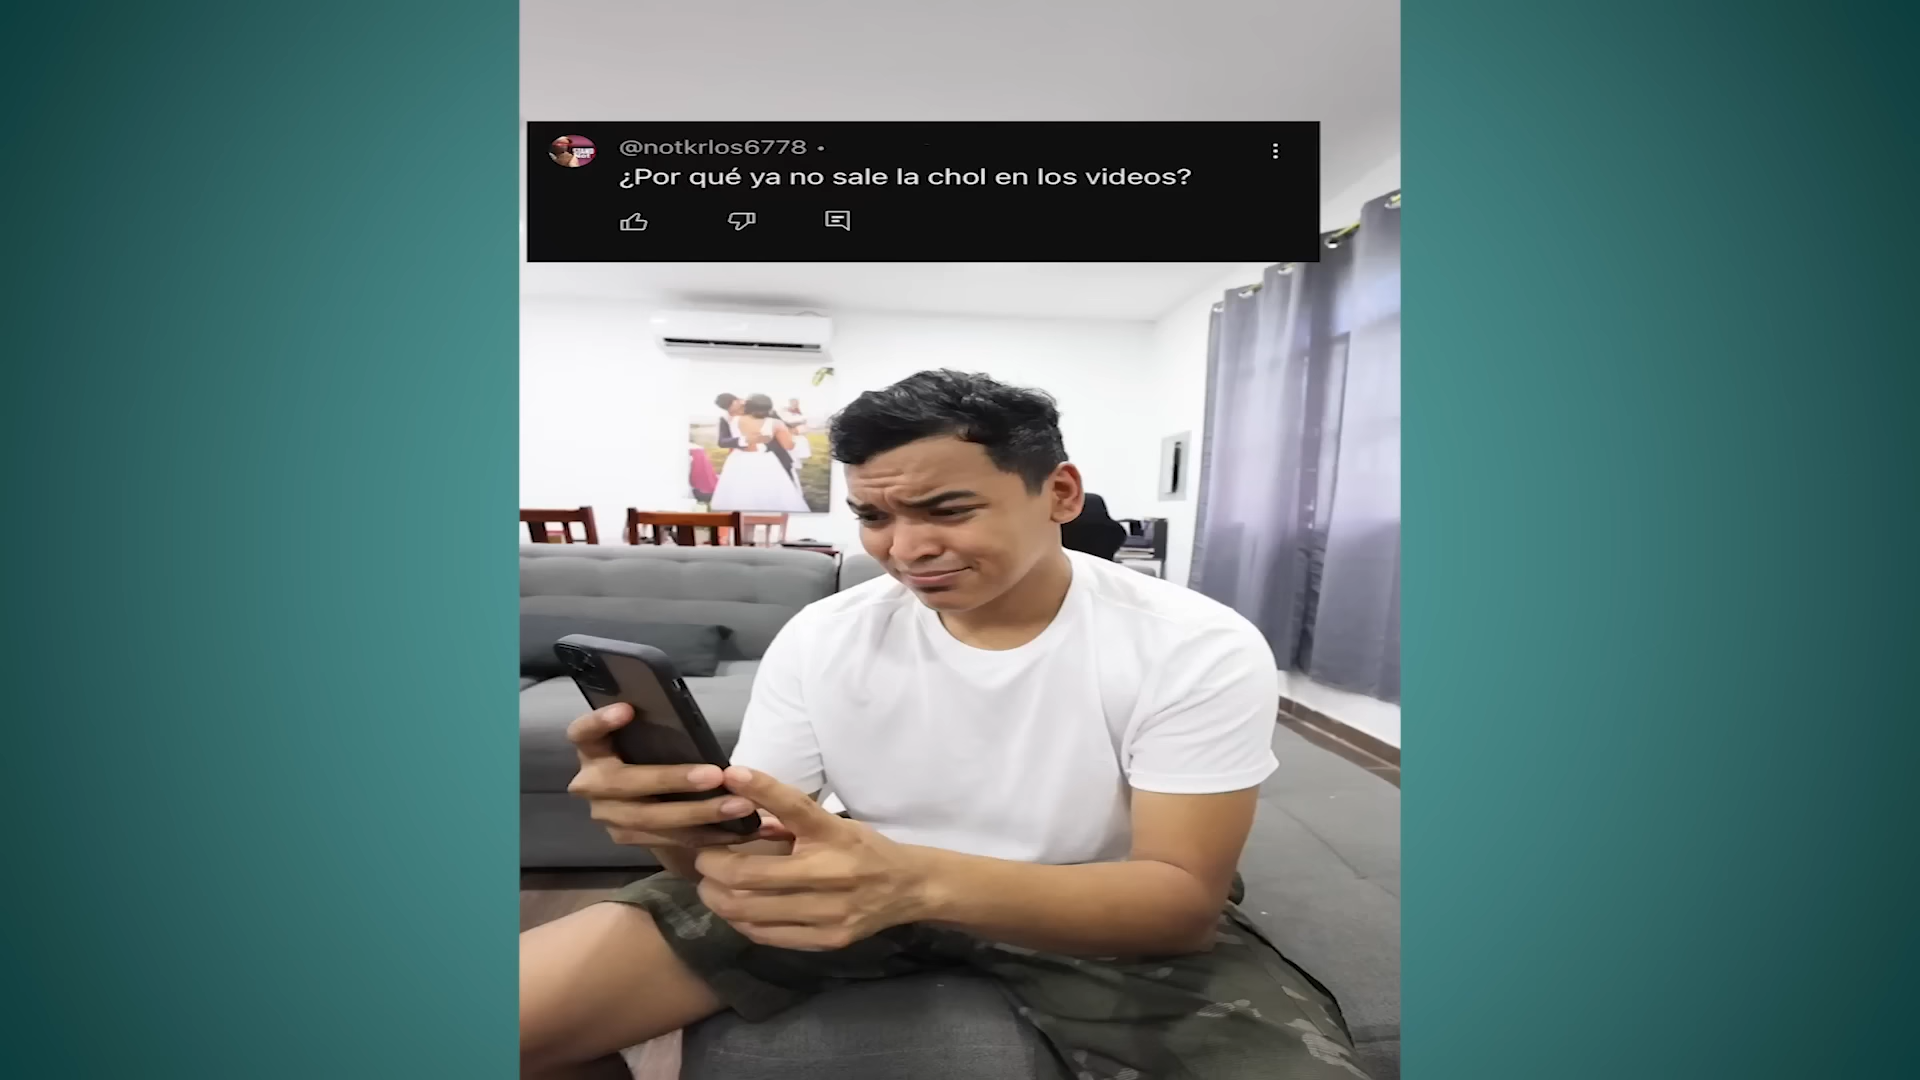 @notkrlos6778 •
¿Por qué ya no sale la chol en los videos?